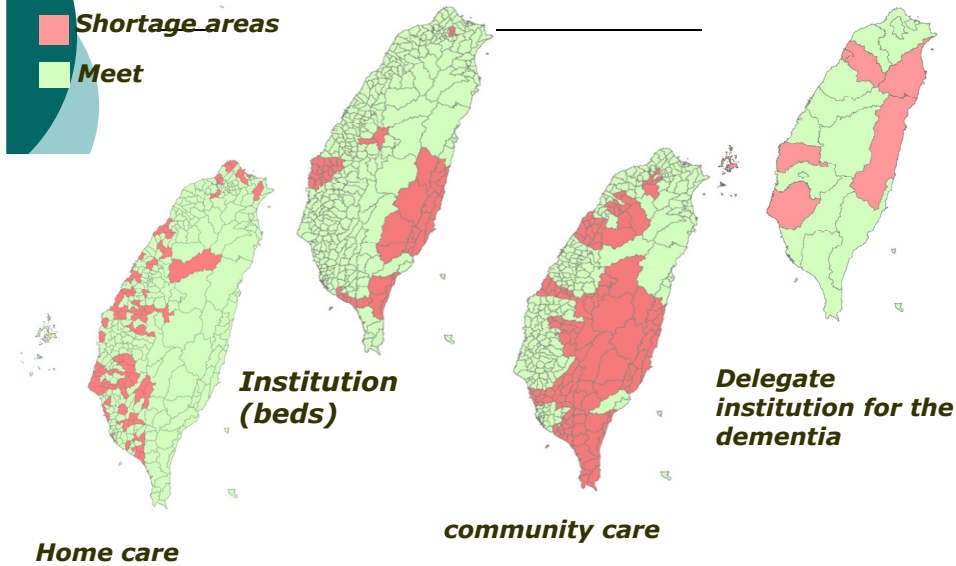 Shortage areas
Meet
Institution
(beds)
Delegate
institution for the
dementia
community care
Home care